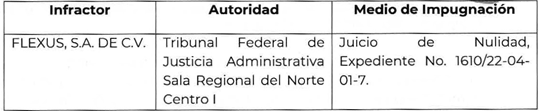 Infractor Autoridad Medio de Impugnación
FLEXUS, S.A. DE C.V. Tribunal Federal de Juicio de Nulidad,
Justicia Administrativa Expediente No. 1610/22-04-
Sala Regional del Norte 01-7.
Centro I